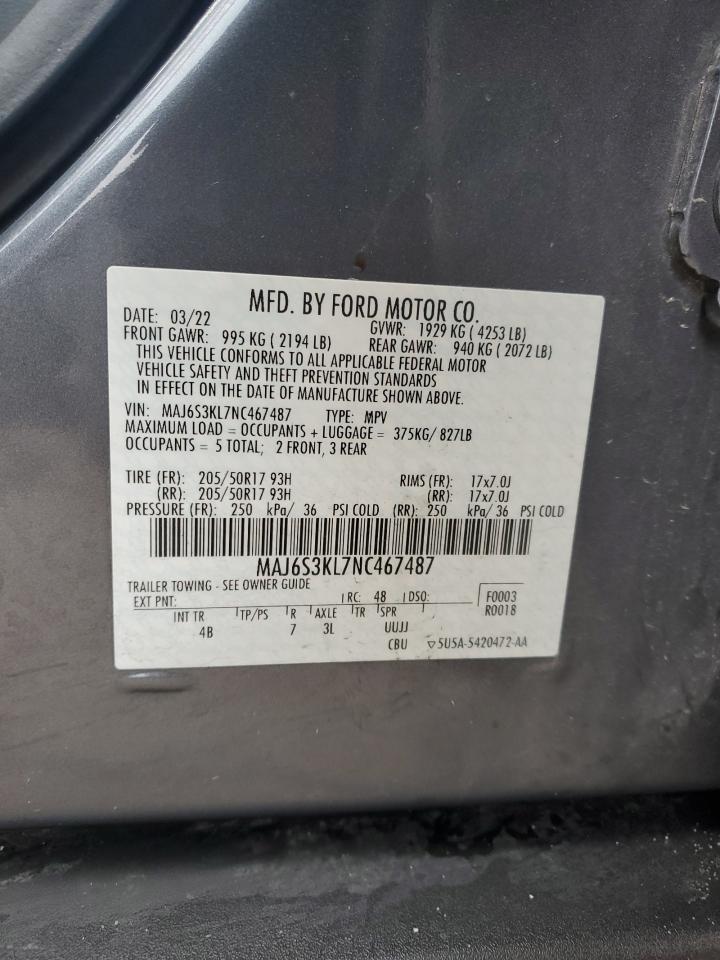 MFD. BY FORD MOTOR CO.
DATE: 03/22 GVWR: 1929 KG ( 4253 LB)
FRONT GAWR: 995 KG ( 2194 LB) REAR GAWR: 940 KG ( 2072 LB)
THIS VEHICLE CONFORMS TO ALL APPLICABLE FEDERAL MOTOR
VEHICLE SAFETY AND THEFT PREVENTION STANDARDS
IN EFFECT ON THE DATE OF MANUFACTURE SHOWN ABOVE.
VIN: MAJ6S3KL7NC467487 TYPE: MPV
MAXIMUM LOAD = OCCUPANTS + LUGGAGE = 375KG/ 827LB
OCCUPANTS = 5 TOTAL; 2 FRONT, 3 REAR
TIRE (FR): 205/50R17 93H RIMS (FR): 17x7.0J
(RR): 205/50R17 93H (RR): 17x7.0J
PRESSURE (FR): 250 kPa/ 36 PSI COLD (RR): 250 kPa/ 36 PSI COLD
MAJ6S3KL7NC467487
TRAILER TOWING - SEE OWNER GUIDE
EXT PNT: RC: 48 DSO: F0003
R0018
INT TR TP/PS R AXLE TR SPR
4B 7 3L UUJJ
CBU ▽5U5A-5420472-AA